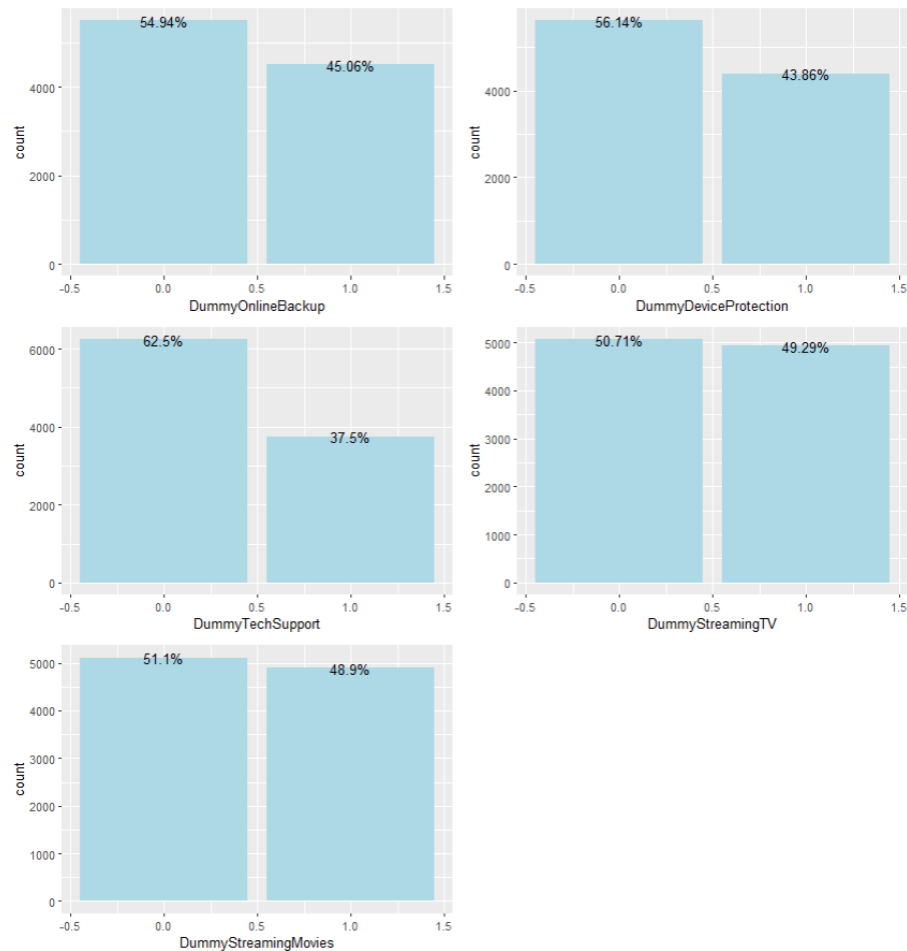 54.94%
45.06%
4000
2000
0
count
-0.5 0.0 0.5 1.0 1.5
DummyOnlineBackup
56.14%
43.86%
4000
2000
0
count
-0.5 0.0 0.5 1.0 1.5
DummyDeviceProtection
62.5%
37.5%
6000
4000
2000
0
count
-0.5 0.0 0.5 1.0 1.5
DummyTechSupport
50.71%
49.29%
5000
4000
3000
2000
1000
0
count
-0.5 0.0 0.5 1.0 1.5
DummyStreamingTV
51.1%
48.9%
5000
4000
3000
2000
1000
0
count
-0.5 0.0 0.5 1.0 1.5
DummyStreamingMovies